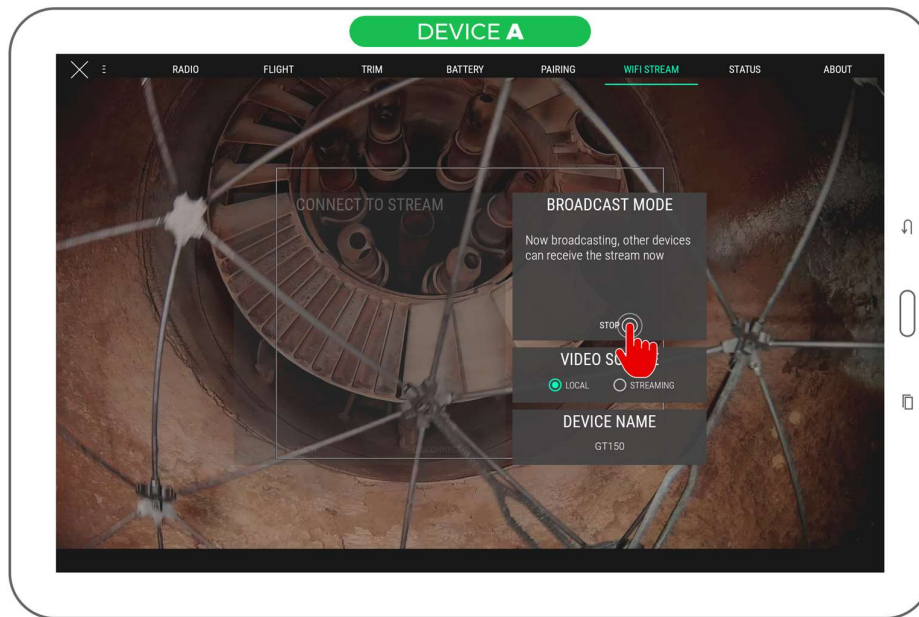 DEVICE A
RADIO FLIGHT TRIM BATTERY PAIRING WIFI STREAM STATUS ABOUT
CONNECT TO STREAM
BROADCAST MODE
Now broadcasting, other devices
can receive the stream now
STOP
VIDEO
LOCAL STREAMING
DEVICE NAME
GT150